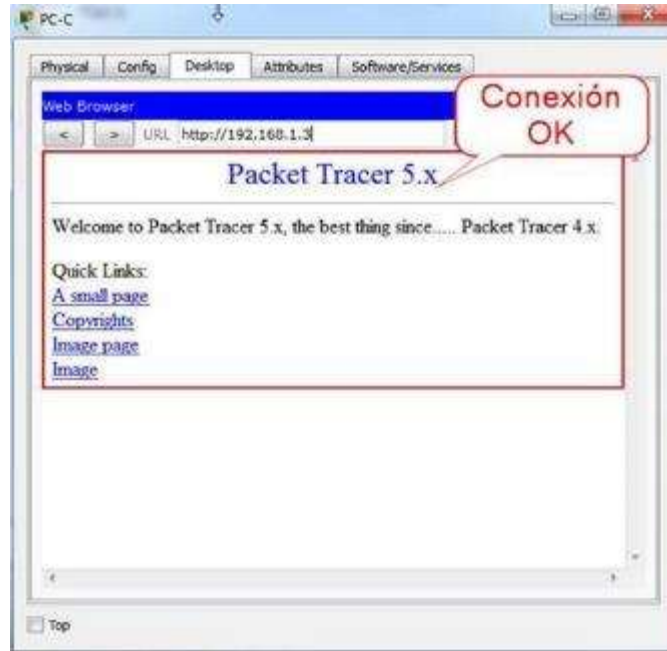 PC-C
Physical Config Desktop Attributes Software/Services
Web Browser
< > URL http://192.168.1.3
Conexión
OK
Packet Tracer 5.x
Welcome to Packet Tracer 5.x, the best thing since..... Packet Tracer 4.x.
Quick Links:
A small page
Copyrights
Image page
Image
Top